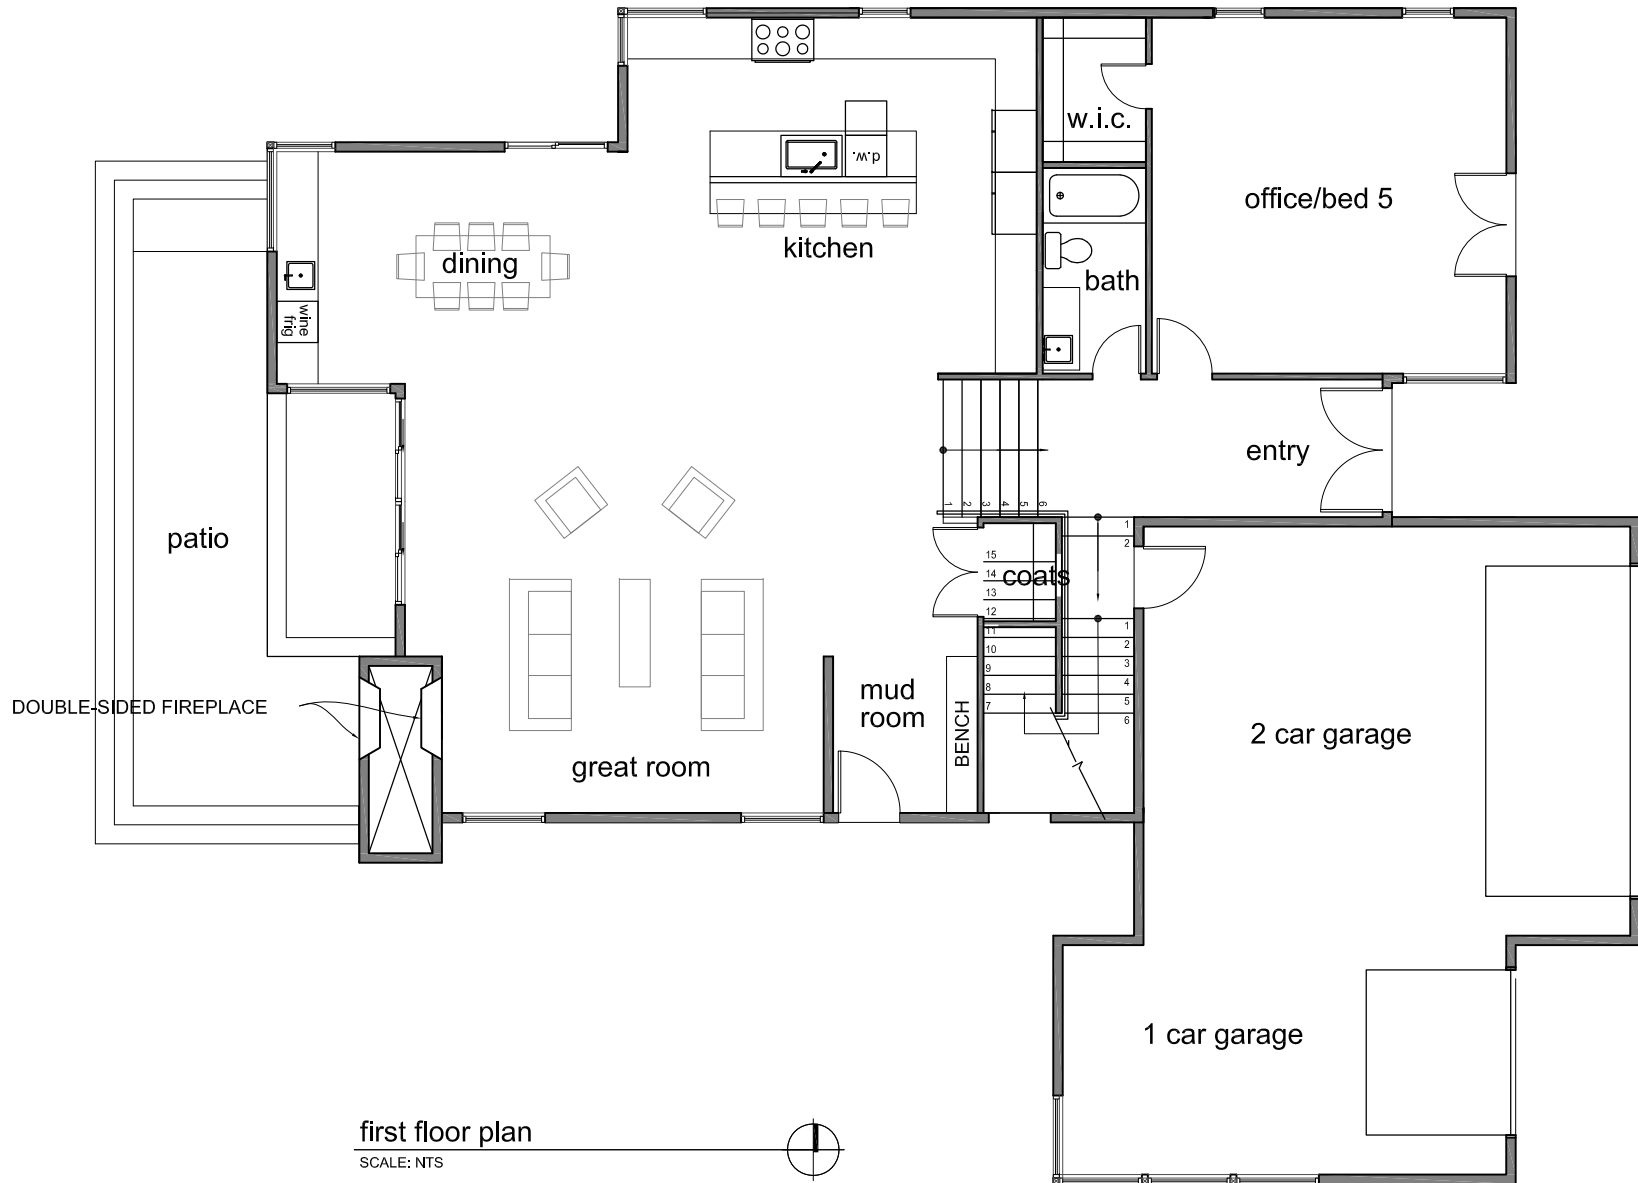 w.i.c.
d.w.
office/bed 5
kitchen
dining
bath
wine
frig
entry
1
2
3
4
5
6
1
2
patio
15
14
13
12
11
10
9
8
7
coats
1
2
3
4
5
6
mud
room
BENCH
DOUBLE-SIDED FIREPLACE
great room
2 car garage
1 car garage
first floor plan
SCALE: NTS